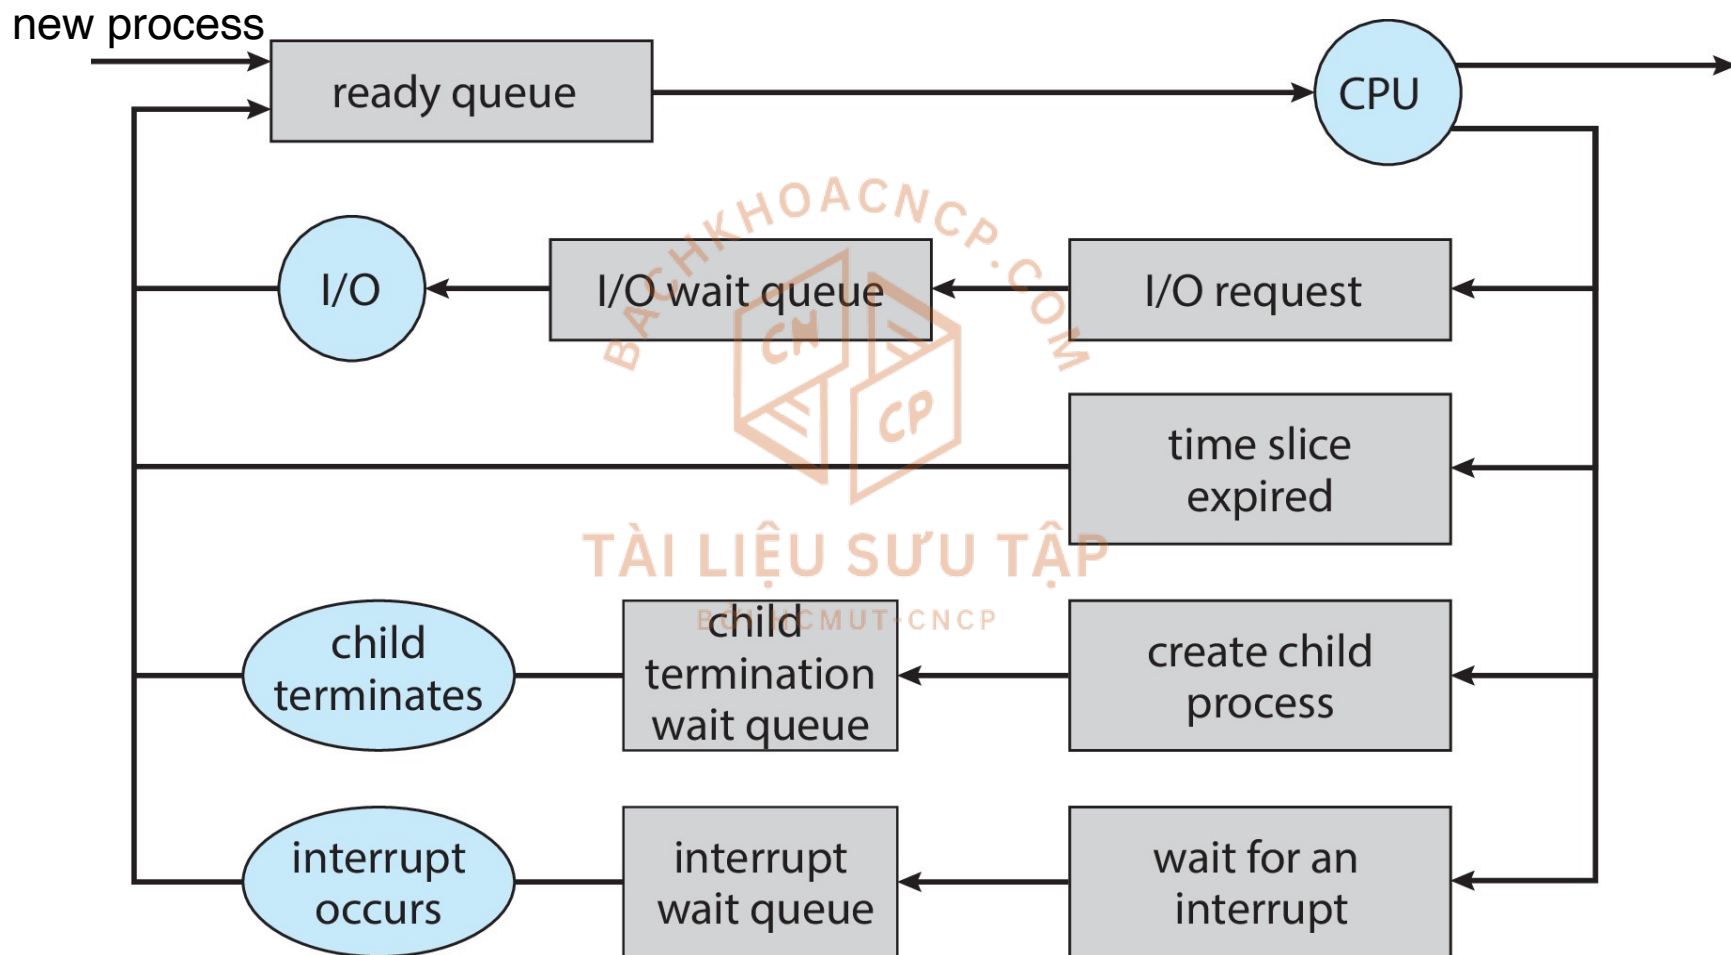 new process
ready queue
CPU
I/O
I/O wait queue
I/O request
time slice
expired
child
terminates
child
termination
wait queue
create child
process
interrupt
occurs
interrupt
wait queue
wait for an
interrupt
BACHKHOACNCP.COM
CN
CP
TÀI LIỆU SƯU TẬP
BỞI HCMUT-CNCP